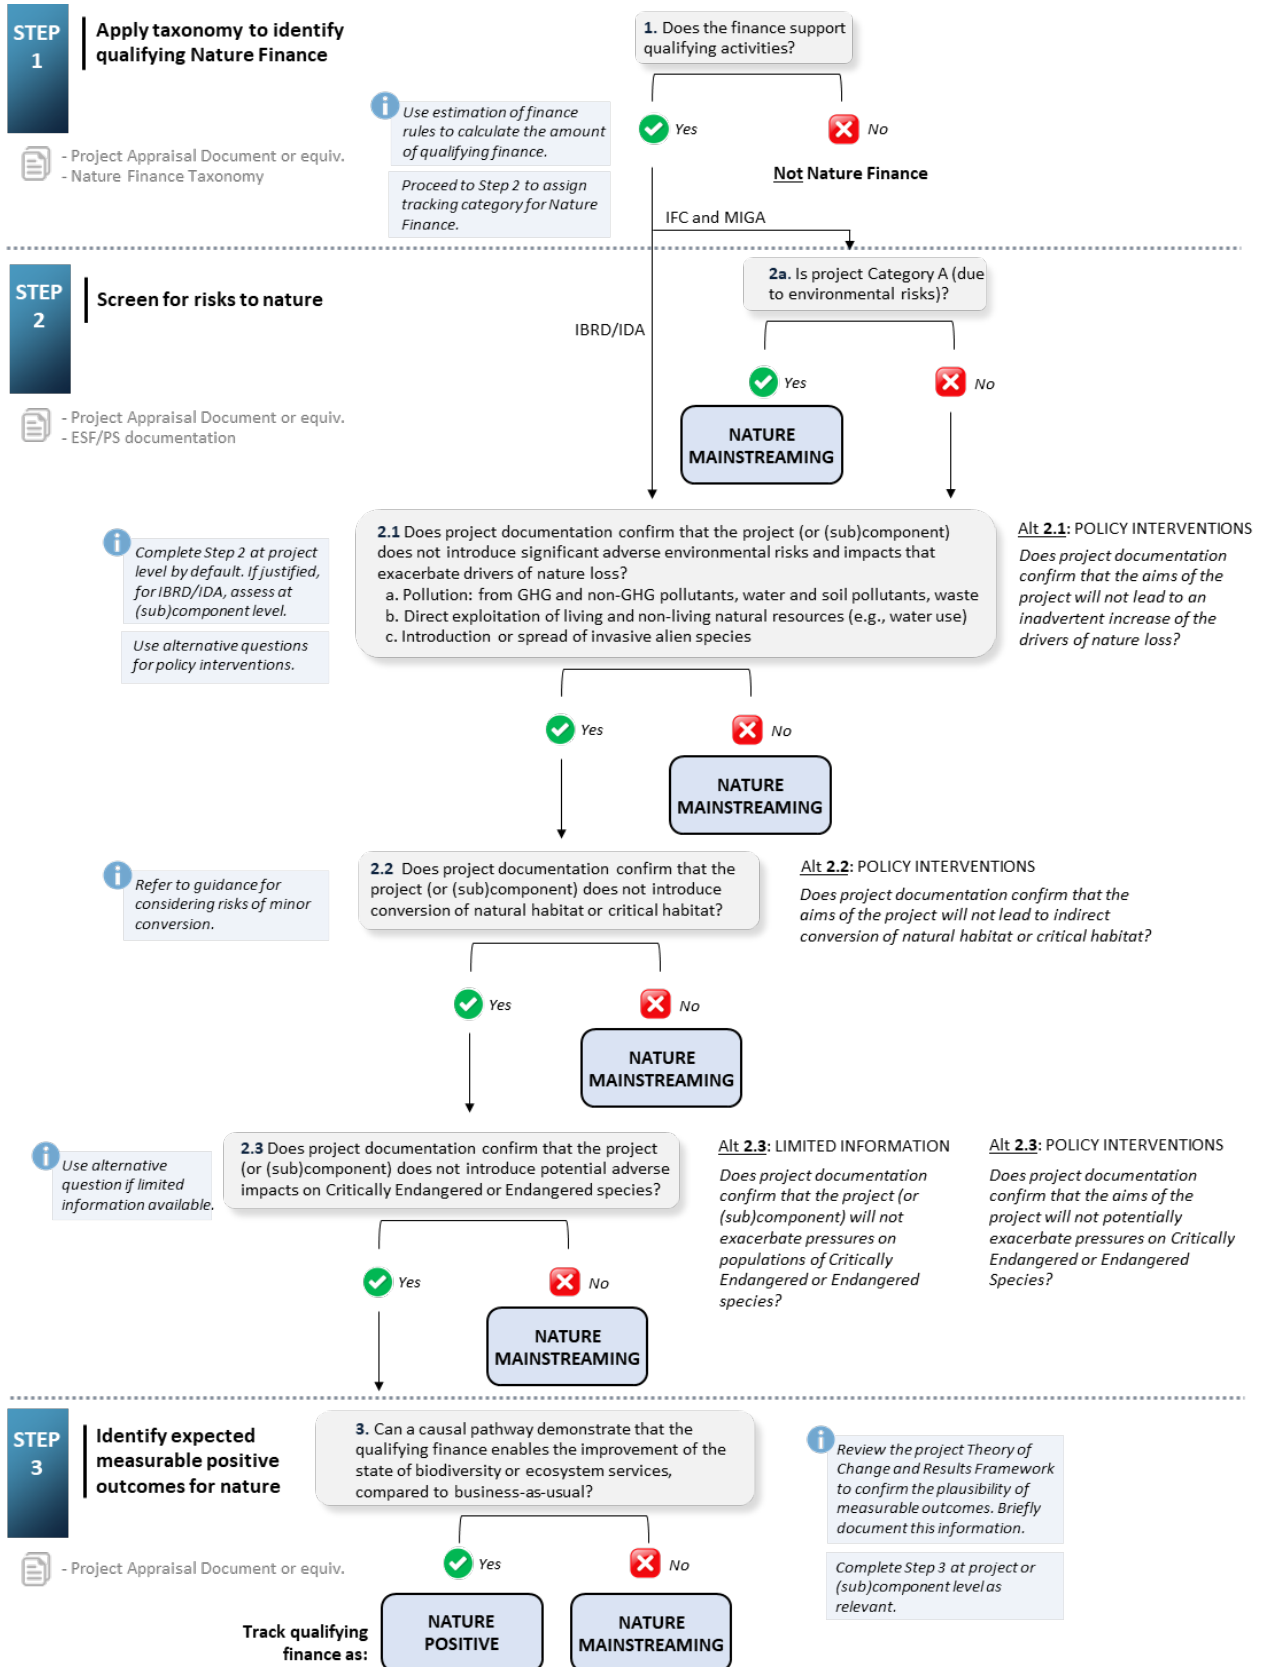 STEP
1
Apply taxonomy to identify
qualifying Nature Finance
- Project Appraisal Document or equiv.
- Nature Finance Taxonomy
1. Does the finance support
qualifying activities?
Use estimation of finance
rules to calculate the amount
of qualifying finance.
Proceed to Step 2 to assign
tracking category for Nature
Finance.
Yes
No
Not Nature Finance
IFC and MIGA
STEP
2
Screen for risks to nature
- Project Appraisal Document or equiv.
- ESF/PS documentation
2a. Is project Category A (due
to environmental risks)?
IBRD/IDA
Yes
No
NATURE
MAINSTREAMING
Complete Step 2 at project
level by default. If justified,
for IBRD/IDA, assess at
(sub)component level.
Use alternative questions
for policy interventions.
2.1 Does project documentation confirm that the project (or (sub)component)
does not introduce significant adverse environmental risks and impacts that
exacerbate drivers of nature loss?
a. Pollution: from GHG and non-GHG pollutants, water and soil pollutants, waste
b. Direct exploitation of living and non-living natural resources (e.g., water use)
c. Introduction or spread of invasive alien species
Alt 2.1: POLICY INTERVENTIONS
Does project documentation
confirm that the aims of the
project will not lead to an
inadvertent increase of the
drivers of nature loss?
Yes
No
NATURE
MAINSTREAMING
Refer to guidance for
considering risks of minor
conversion.
2.2 Does project documentation confirm that the
project (or (sub)component) does not introduce
conversion of natural habitat or critical habitat?
Alt 2.2: POLICY INTERVENTIONS
Does project documentation confirm that the
aims of the project will not lead to indirect
conversion of natural habitat or critical habitat?
Yes
No
NATURE
MAINSTREAMING
Use alternative
question if limited
information available.
2.3 Does project documentation confirm that the project
(or (sub)component) does not introduce potential adverse
impacts on Critically Endangered or Endangered species?
Alt 2.3: LIMITED INFORMATION
Does project documentation
confirm that the project (or
(sub)component) will not
exacerbate pressures on
populations of Critically
Endangered or Endangered
species?
Alt 2.3: POLICY INTERVENTIONS
Does project documentation
confirm that the aims of the
project will not potentially
exacerbate pressures on Critically
Endangered or Endangered
Species?
Yes
No
NATURE
MAINSTREAMING
STEP
3
Identify expected
measurable positive
outcomes for nature
- Project Appraisal Document or equiv.
3. Can a causal pathway demonstrate that the
qualifying finance enables the improvement of the
state of biodiversity or ecosystem services,
compared to business-as-usual?
Review the project Theory of
Change and Results Framework
to confirm the plausibility of
measurable outcomes. Briefly
document this information.
Complete Step 3 at project or
(sub)component level as
relevant.
Yes
No
Track qualifying
finance as:
NATURE
POSITIVE
NATURE
MAINSTREAMING